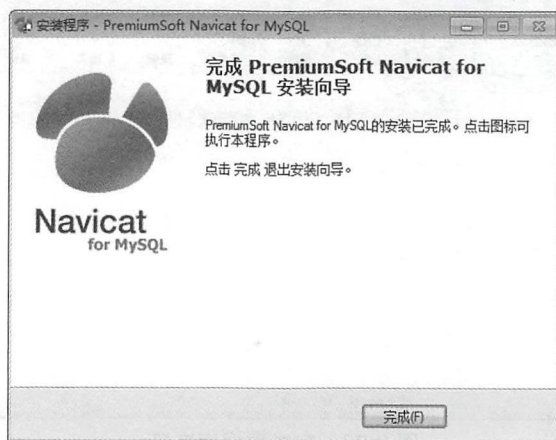 安装程序 - PremiumSoft Navicat for MySQL
完成 PremiumSoft Navicat for
MySQL 安装向导
PremiumSoft Navicat for MySQL的安装已完成。点击图标可
执行本程序。
点击 完成 退出安装向导。
Navicat
for MySQL
完成(F)